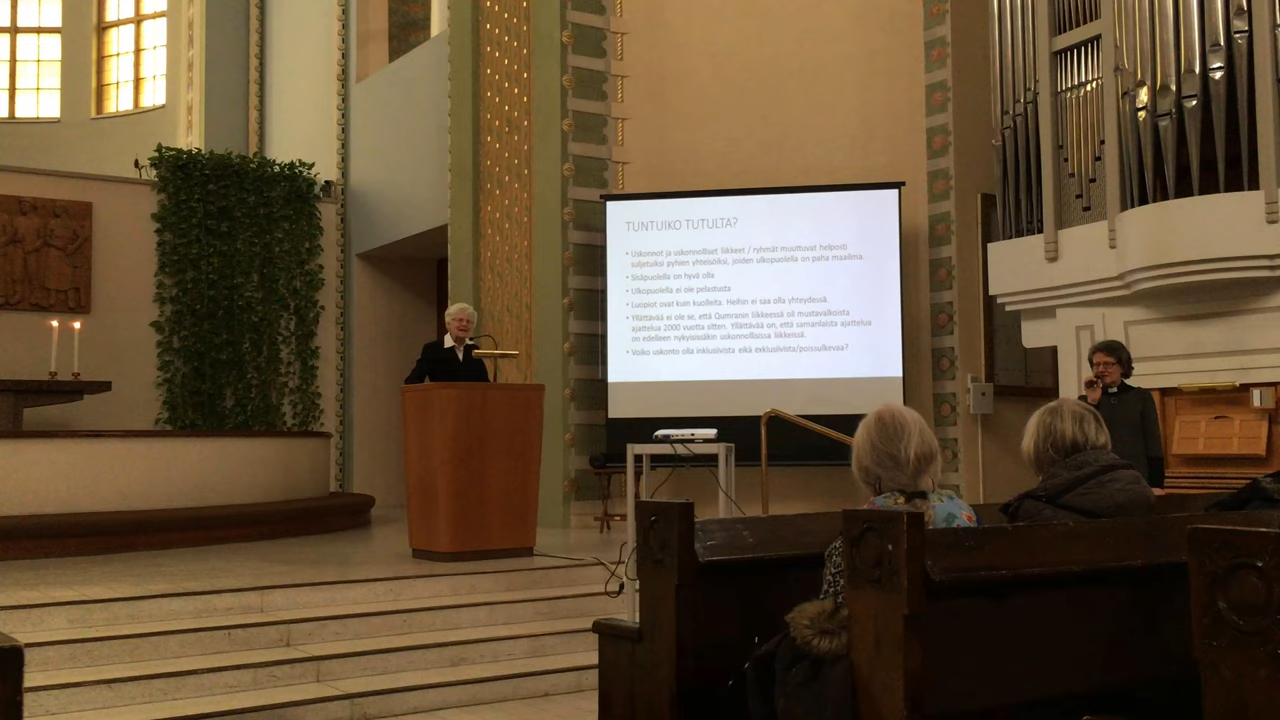 TUNTUIKO TUTULTA?
• Uskonnot ja uskonnolliset liikkeet / ryhmät muuttuvat helposti
suljetuiksi pyhien yhteisöiksi, joiden ulkopuolella on paha maailma.
• Sisäpuolella on hyvä olla
• Ulkopuolella ei ole pelastusta
• Luopiot ovat kuin kuolleita. Heihin ei saa olla yhteydessä.
• Yllättävää ei ole se, että Qumranin liikkeessä oli mustavalkoista
ajattelua 2000 vuotta sitten. Yllättävää on, että samanlaista ajattelua
on edelleen nykyisissäkin uskonnollisissa liikkeissä.
• Voiko uskonto olla inklusiivista eikä exklusiivista/poissulkevaa?